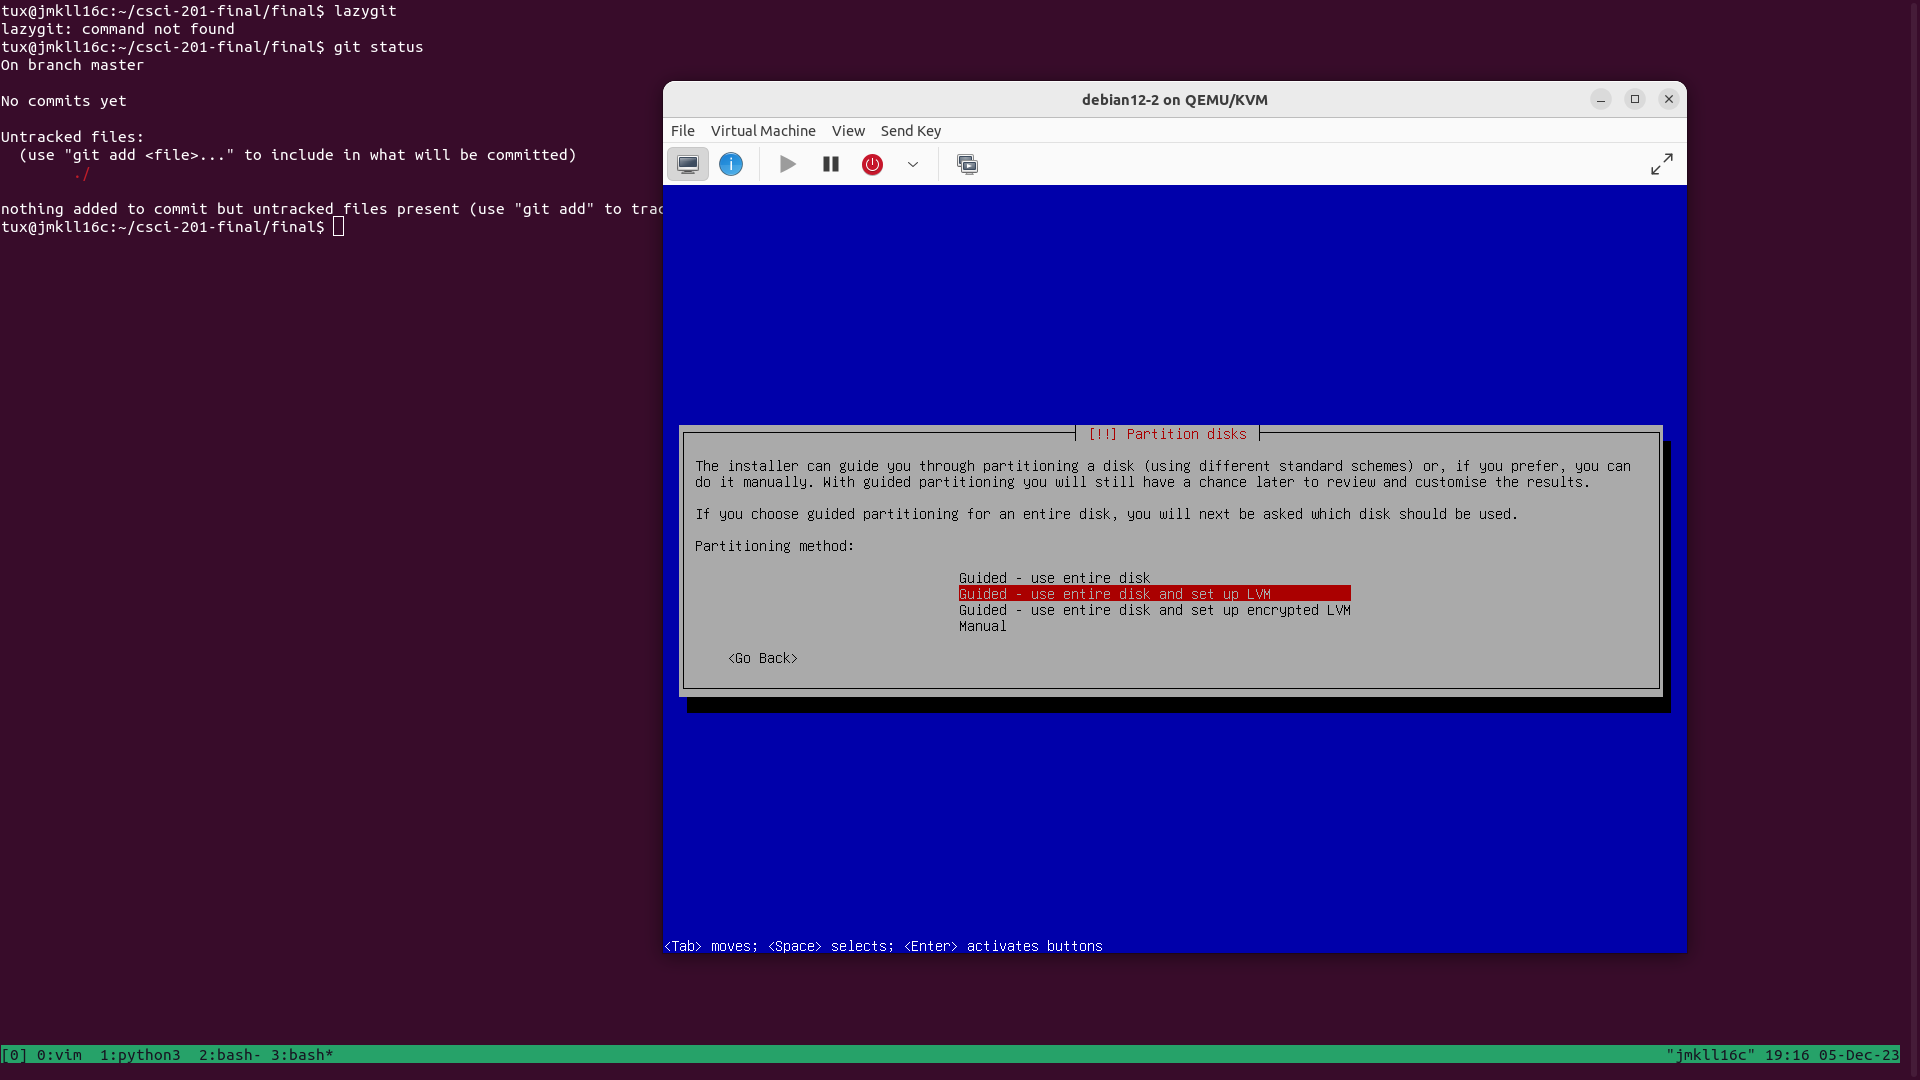 tux@jmkll16c:~/csci-201-final/final$ lazygit
lazygit: command not found
tux@jmkll16c:~/csci-201-final/final$ git status
On branch master
No commits yet
Untracked files:
(use "git add <file>..." to include in what will be committed)
./
nothing added to commit but untracked files present (use "git add" to trac
tux@jmkll16c:~/csci-201-final/final$
debian12-2 on QEMU/KVM
File Virtual Machine View Send Key
[!!] Partition disks
The installer can guide you through partitioning a disk (using different standard schemes) or, if you prefer, you can
do it manually. With guided partitioning you will still have a chance later to review and customise the results.
If you choose guided partitioning for an entire disk, you will next be asked which disk should be used.
Partitioning method:
Guided - use entire disk
Guided - use entire disk and set up LVM
Guided - use entire disk and set up encrypted LVM
Manual
<Go Back>
<Tab> moves; <Space> selects; <Enter> activates buttons
[0] 0:vim 1:python3 2:bash- 3:bash* "jmkll16c" 19:16 05-Dec-23